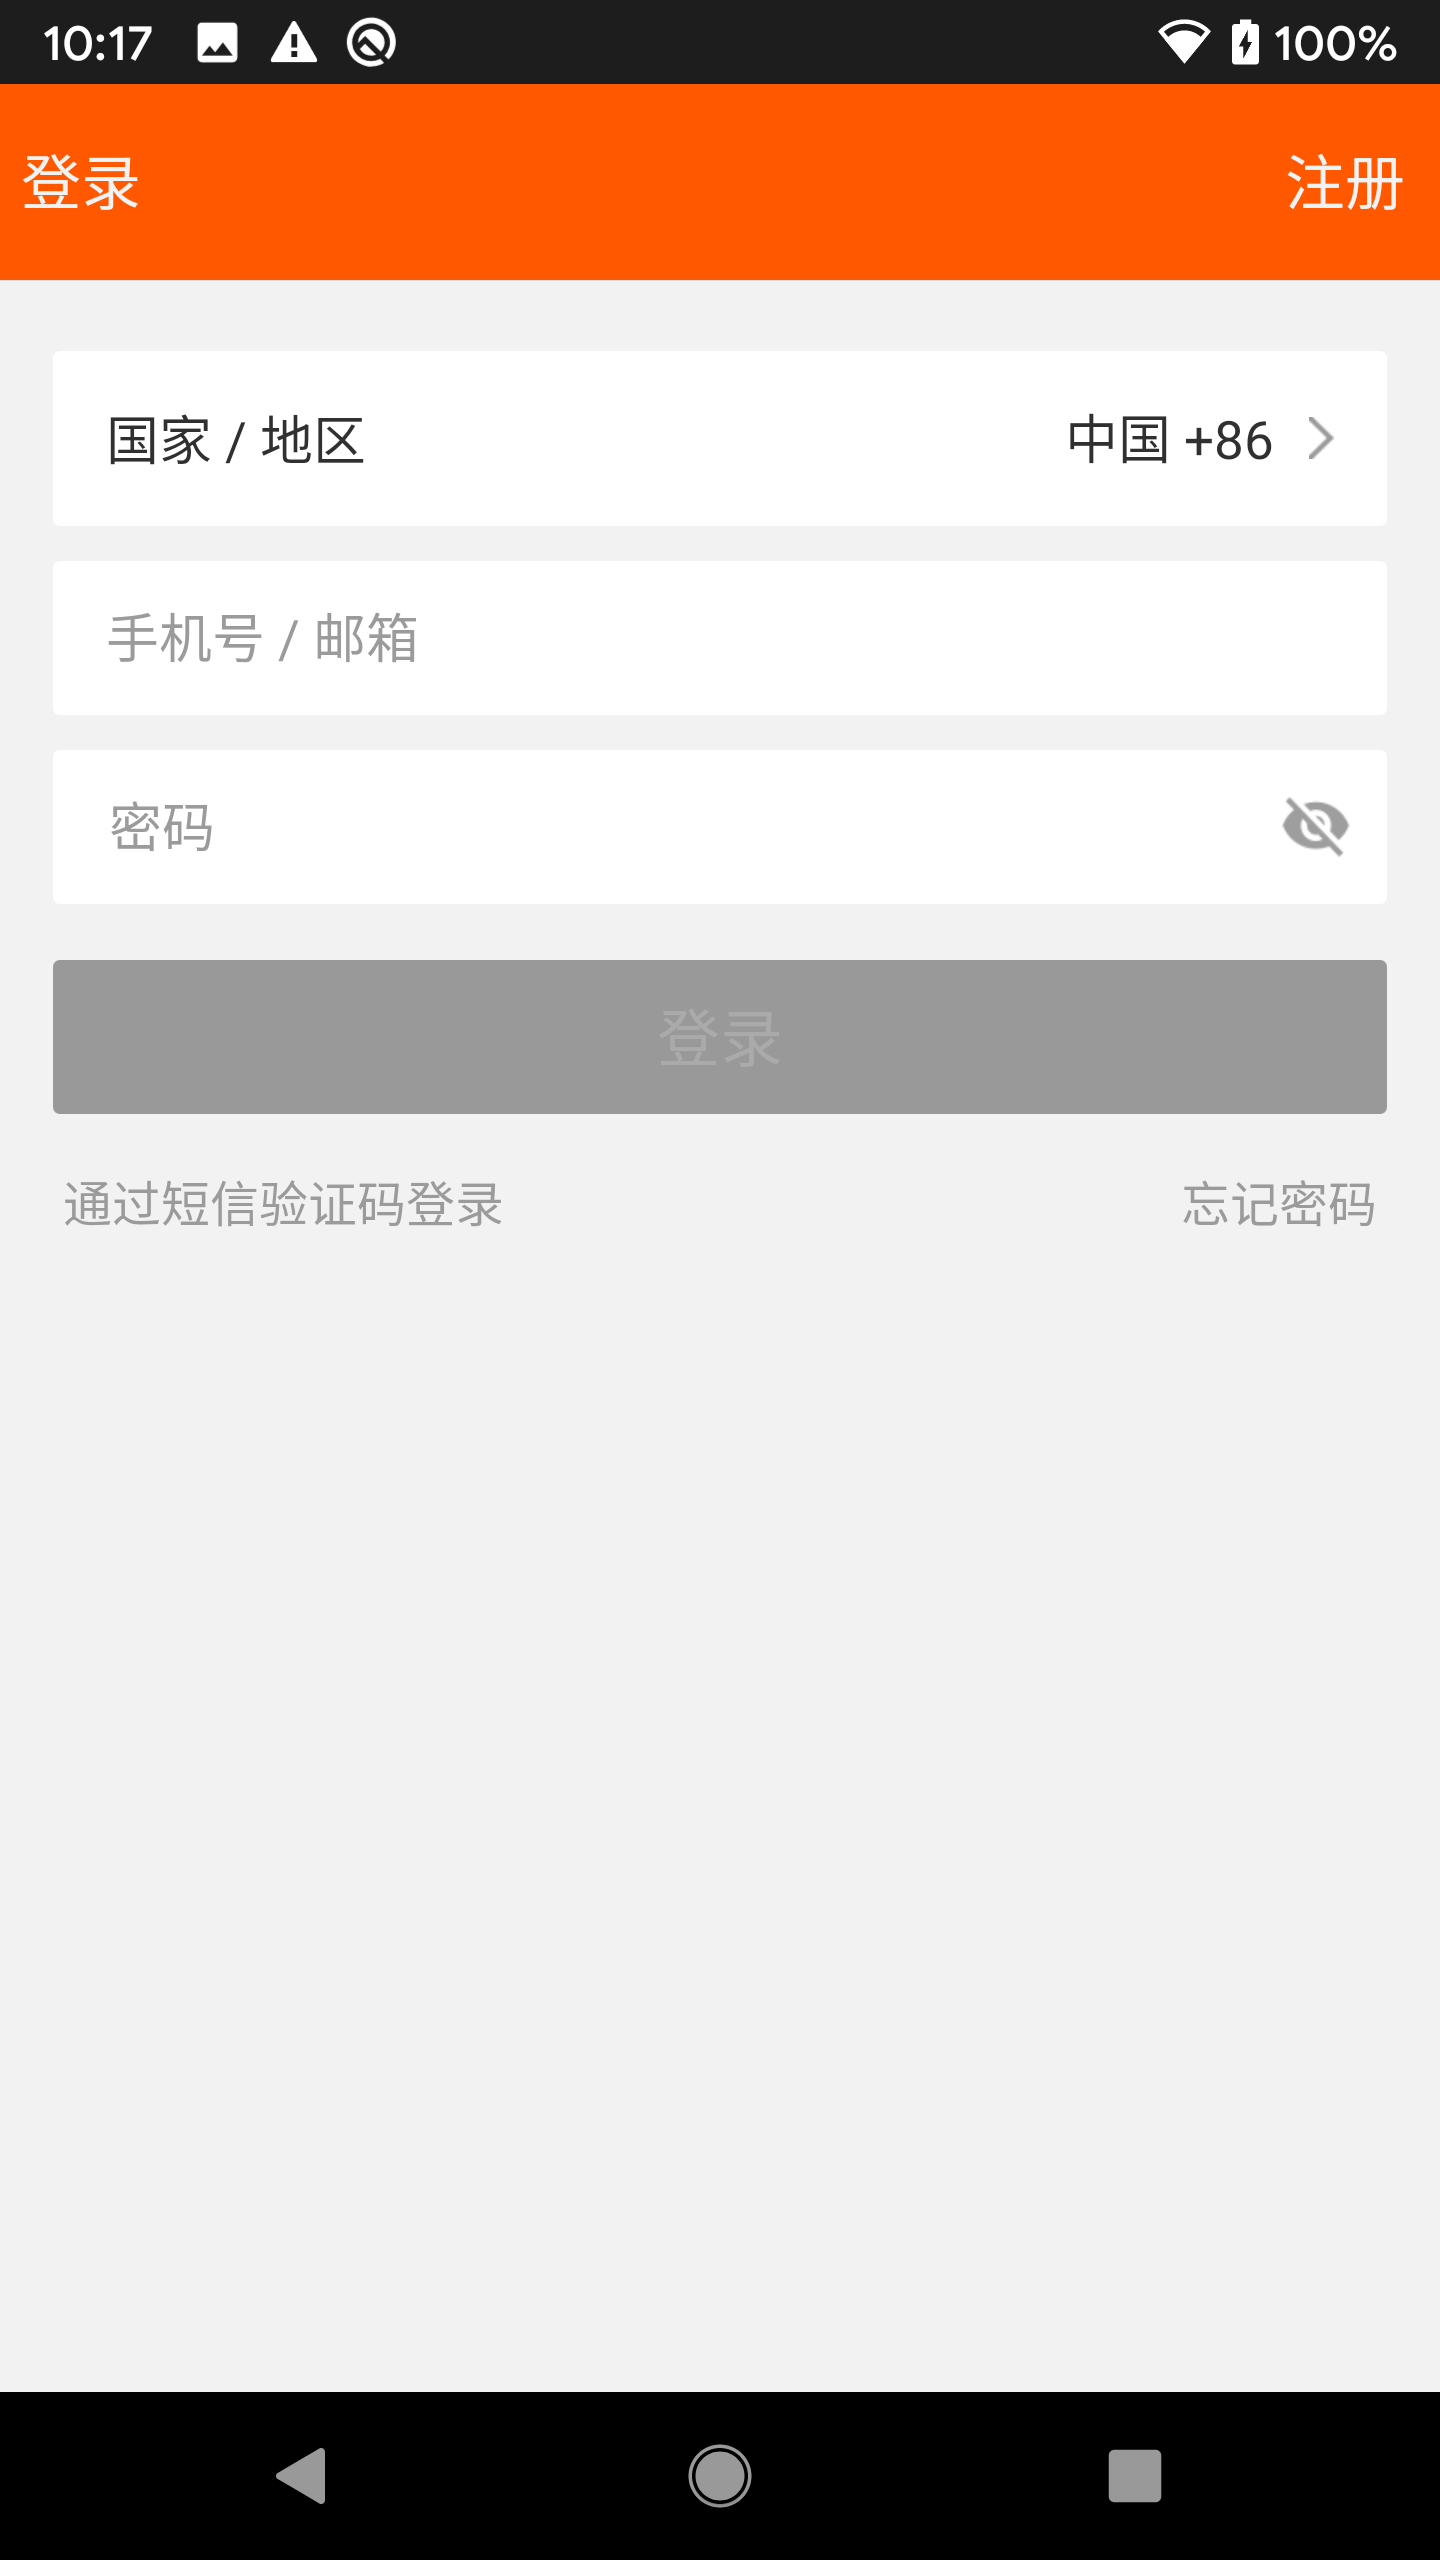 10:17 100%
登录 注册
国家 / 地区 中国 +86
手机号 / 邮箱
密码
登录
通过短信验证码登录 忘记密码